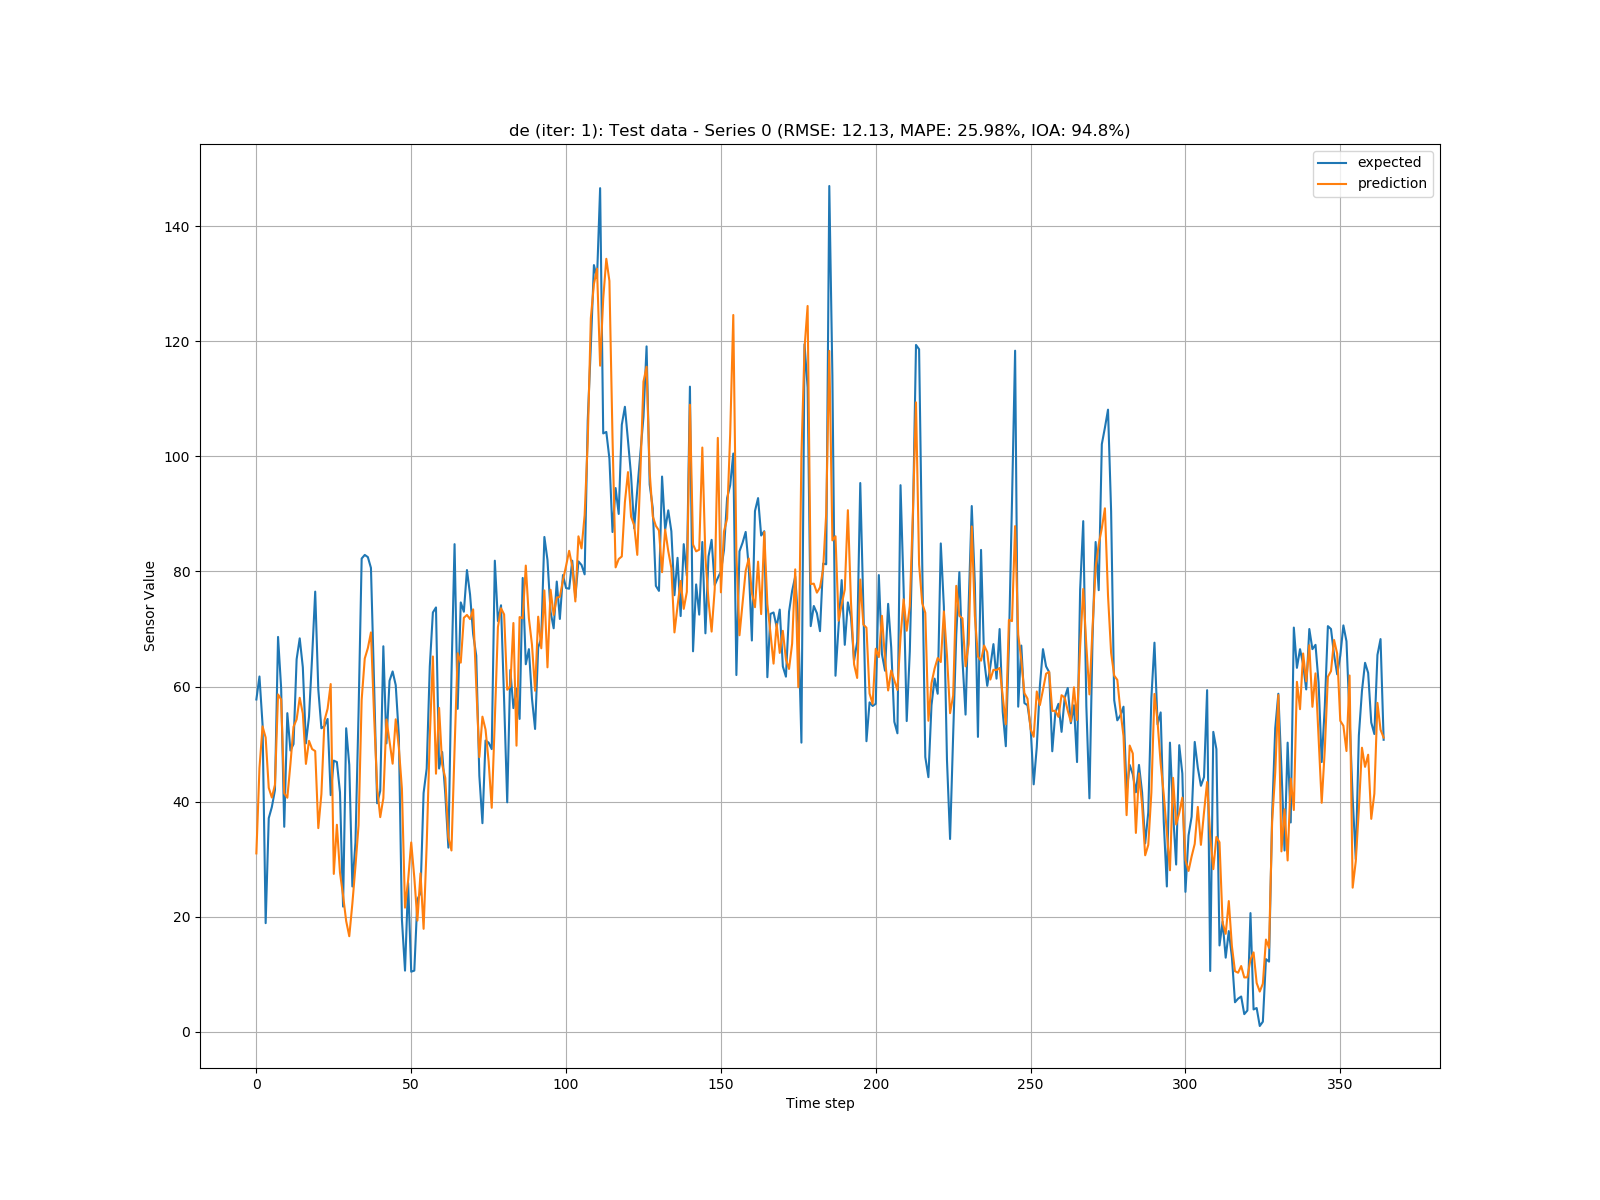 de (iter: 1): Test data - Series 0 (RMSE: 12.13, MAPE: 25.98%, IOA: 94.8%)
expected
prediction
140
120
100
80
60
40
20
0
Sensor Value
0 50 100 150 200 250 300 350
Time step